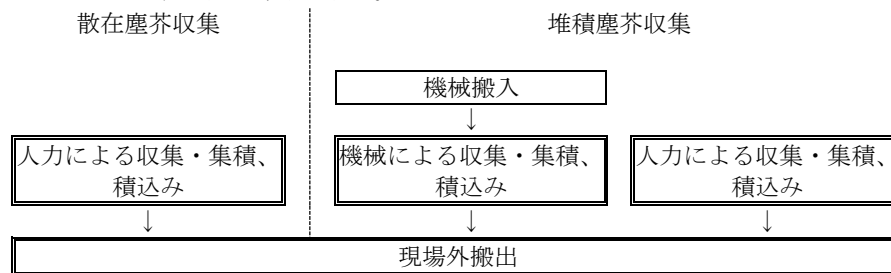 散在塵芥収集
堆積塵芥収集
機械搬入
↓
人力による収集・集積、
積込み
機械による収集・集積、
積込み
人力による収集・集積、
積込み
↓
↓
↓
現場外搬出